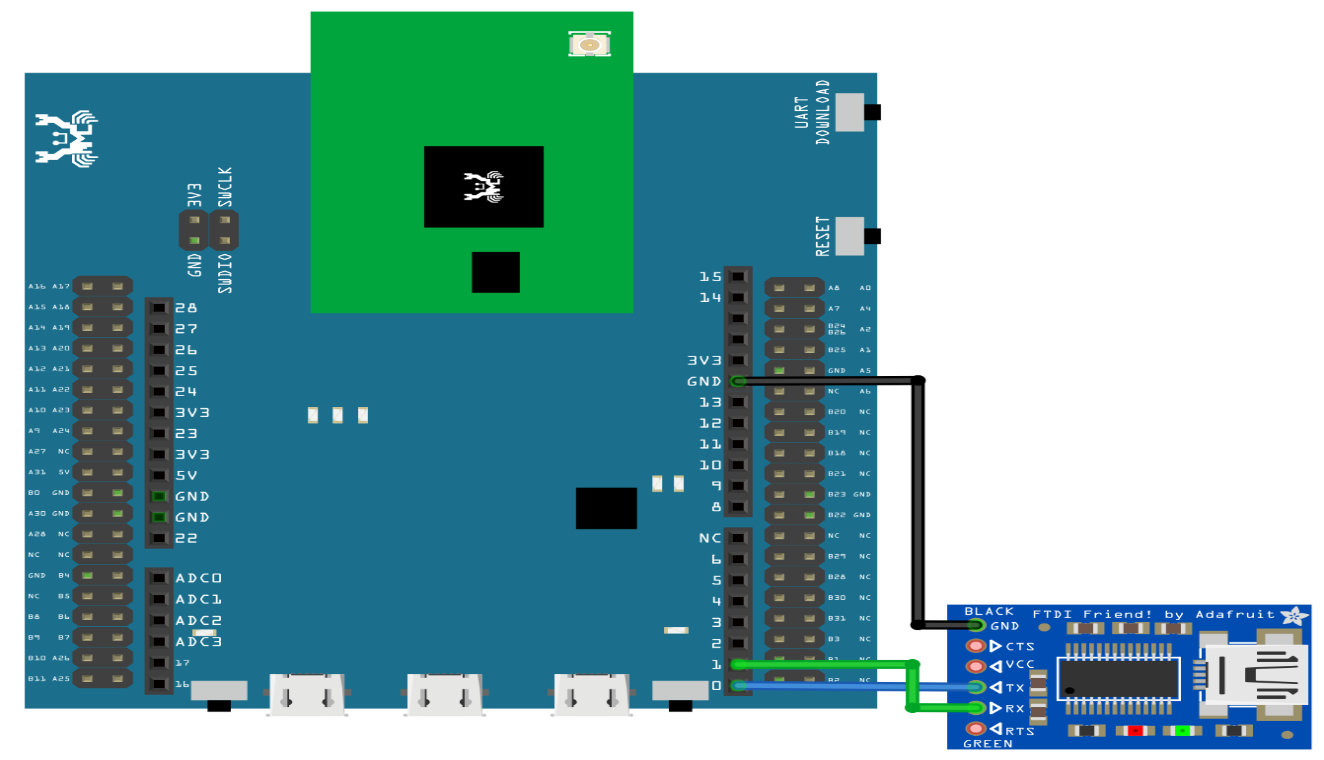 UART
DOWNLOAD
RESET
3V3
SWCLK
GND
SWDIO
A16 A17
A15 A18
A14 A19
A13 A20
A12 A21
A11 A22
A10 A23
A9 A24
A27 NC
A31 5V
B0 GND
A30 GND
A28 NC
NC NC
GND B4
NC B5
B8 B6
B9 B7
B10 A26
B11 A25
28
27
26
25
24
3V3
23
3V3
5V
GND
GND
22
ADC0
ADC1
ADC2
ADC3
17
16
15
14
3V3
GND
13
12
11
10
9
8
NC
6
5
4
3
2
1
0
A8 A0
A7 A4
B24
B26 A2
B25 A1
GND A5
NC A6
B20 NC
B19 NC
B18 NC
B21 NC
B23 GND
B22 GND
NC NC
B29 NC
B28 NC
B30 NC
B31 NC
B3 NC
B1 NC
B2 NC
BLACK
FTDI Friend! by Adafruit
GND
CTS
VCC
TX
RX
RTS
GREEN